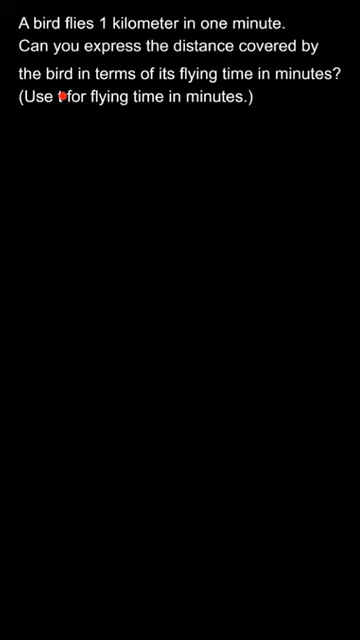 A bird flies 1 kilometer in one minute.
Can you express the distance covered by
the bird in terms of its flying time in minutes?
(Use t for flying time in minutes.)